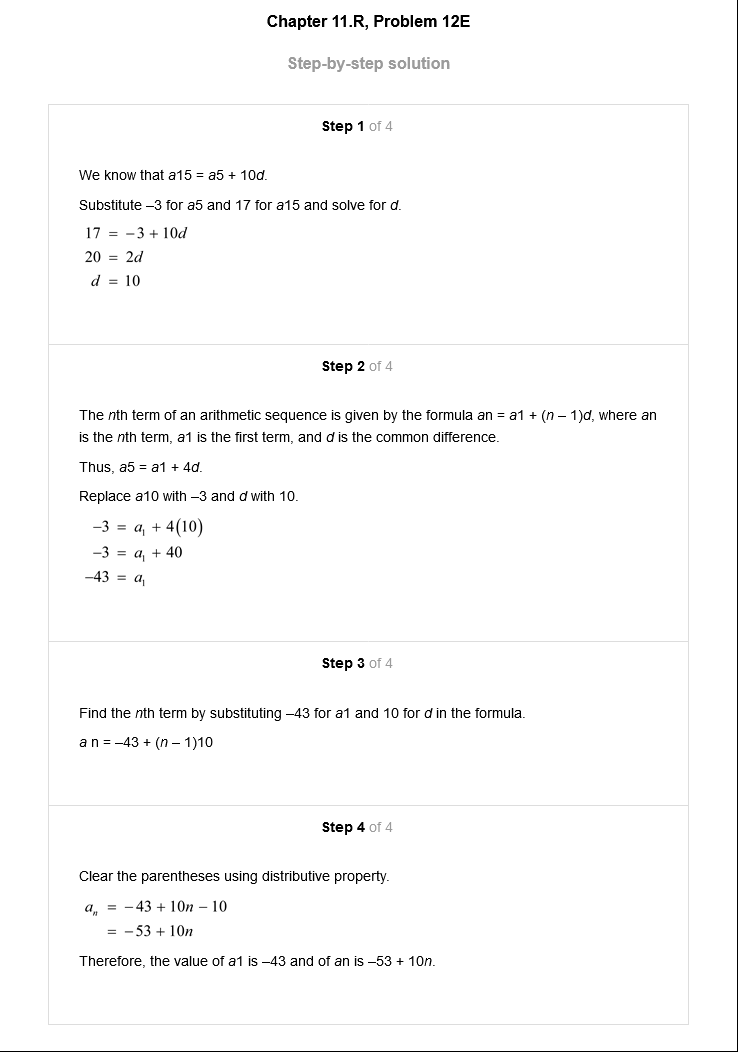 Chapter 11.R, Problem 12E
Step-by-step solution
Step 1 of 4
We know that a15 = a5 + 10d.
Substitute –3 for a5 and 17 for a15 and solve for d.
17 = −3 + 10d
20 = 2d
d = 10
Step 2 of 4
The nth term of an arithmetic sequence is given by the formula an = a1 + (n – 1)d, where an
is the nth term, a1 is the first term, and d is the common difference.
Thus, a5 = a1 + 4d.
Replace a10 with –3 and d with 10.
−3 = a₁ + 4(10)
−3 = a₁ + 40
−43 = a₁
Step 3 of 4
Find the nth term by substituting –43 for a1 and 10 for d in the formula.
a n = –43 + (n – 1)10
Step 4 of 4
Clear the parentheses using distributive property.
aₙ = −43 + 10n − 10
= −53 + 10n
Therefore, the value of a1 is –43 and of an is –53 + 10n.